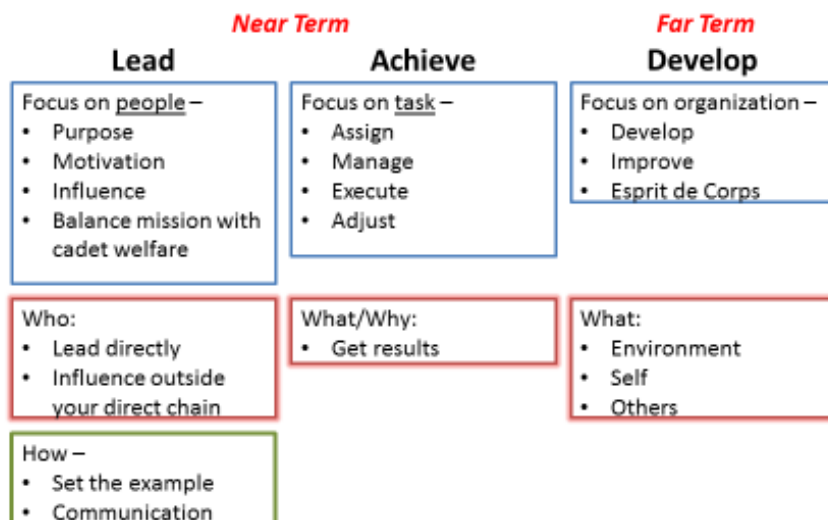 Near Term
Far Term
Lead
Achieve
Develop
Focus on people –
• Purpose
• Motivation
• Influence
• Balance mission with
cadet welfare
Focus on task –
• Assign
• Manage
• Execute
• Adjust
Focus on organization –
• Develop
• Improve
• Esprit de Corps
Who:
• Lead directly
• Influence outside
your direct chain
What/Why:
• Get results
What:
• Environment
• Self
• Others
How –
• Set the example
• Communication